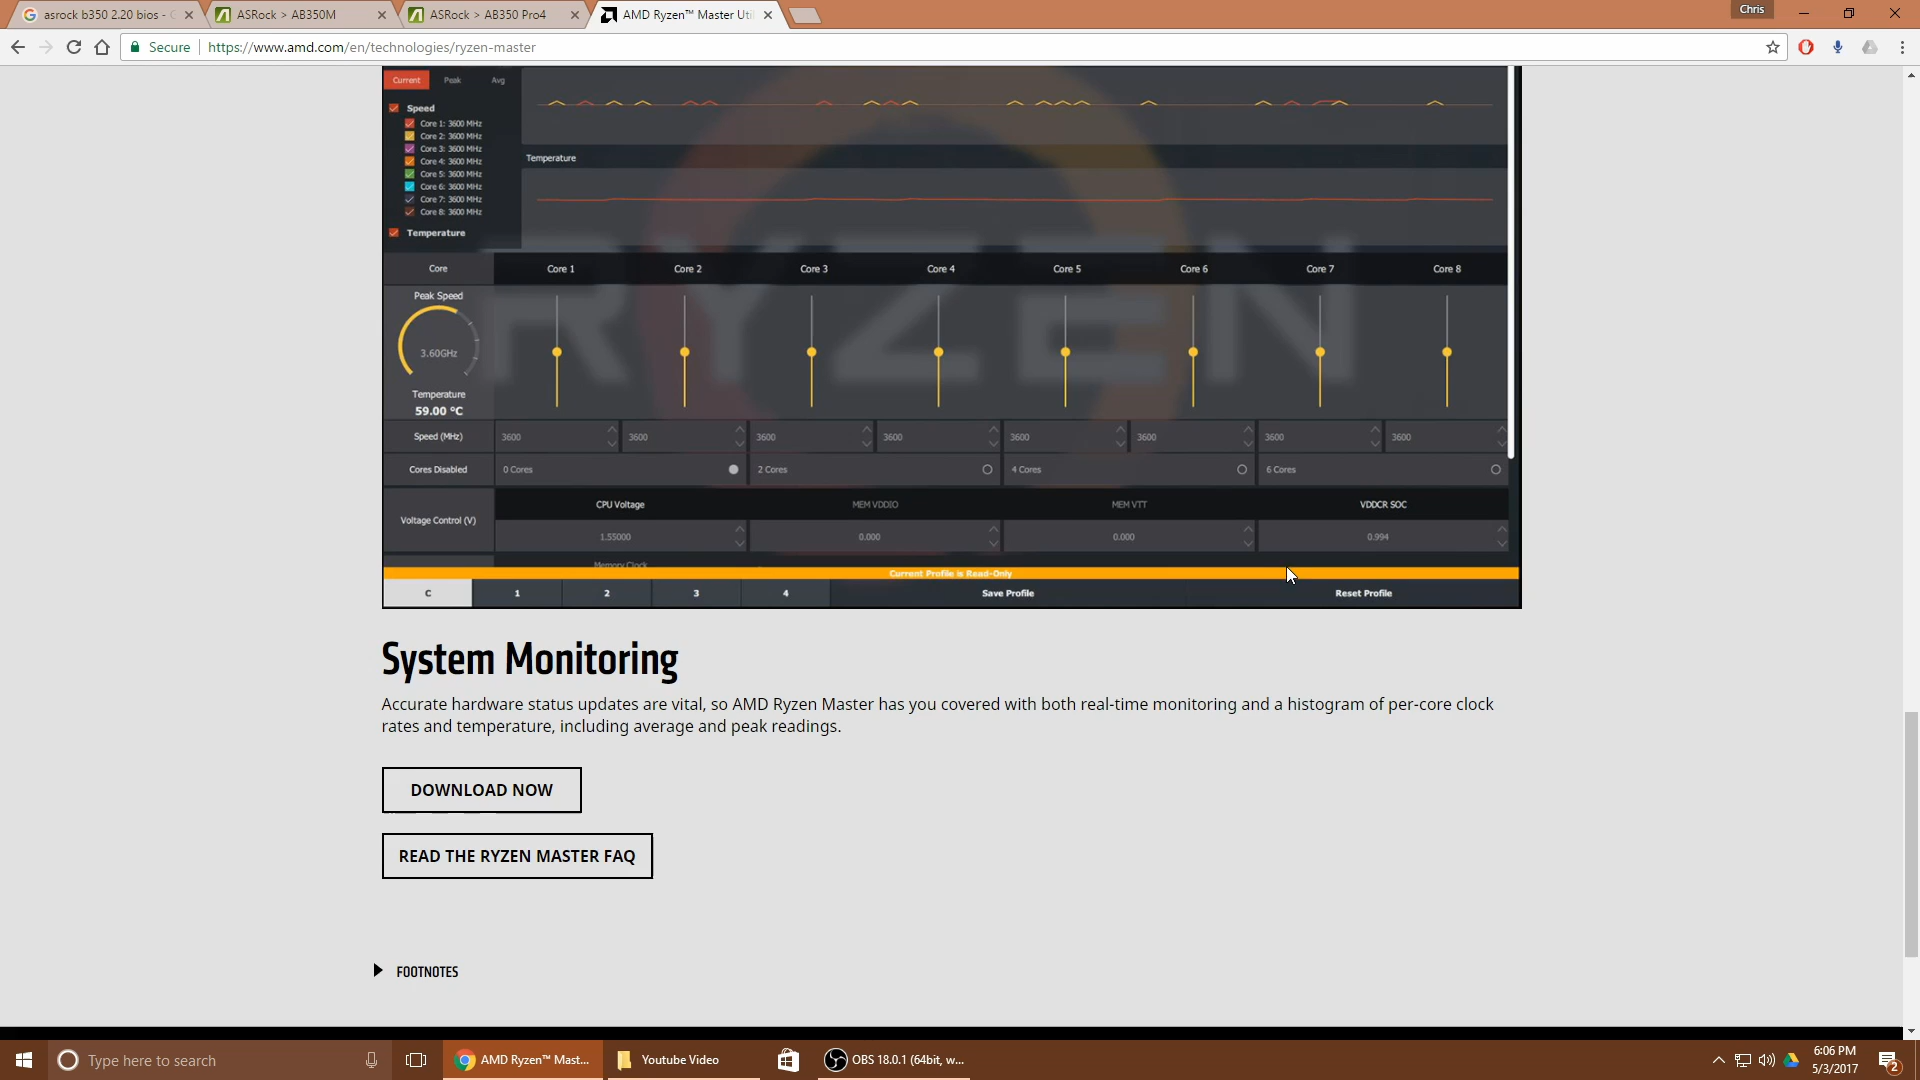 asrock b350 2.20 bios - G
ASRock > AB350M
ASRock > AB350 Pro4
AMD Ryzen™ Master Uti
Chris
Secure
https://www.amd.com/en/technologies/ryzen-master
Current Peak Avg
Speed
Core 1: 3600 MHz
Core 2: 3600 MHz
Core 3: 3600 MHz
Core 4: 3600 MHz
Core 5: 3600 MHz
Core 6: 3600 MHz
Core 7: 3600 MHz
Core 8: 3600 MHz
Temperature
Temperature
RYZEN
Core Core 1 Core 2 Core 3 Core 4 Core 5 Core 6 Core 7 Core 8
Peak Speed
3.60GHz
Temperature
59.00 °C
Speed (MHz) 3600 3600 3600 3600 3600 3600 3600 3600
Cores Disabled 0 Cores 2 Cores 4 Cores 6 Cores
Voltage Control (V)
CPU Voltage MEM VDDIO MEM VTT VDDCR SOC
1.55000 0.000 0.000 0.994
Memory Clock
Current Profile is Read-Only
C 1 2 3 4 Save Profile Reset Profile
System Monitoring
Accurate hardware status updates are vital, so AMD Ryzen Master has you covered with both real-time monitoring and a histogram of per-core clock
rates and temperature, including average and peak readings.
DOWNLOAD NOW
READ THE RYZEN MASTER FAQ
FOOTNOTES
Type here to search
AMD Ryzen™ Mast...
Youtube Video
OBS 18.0.1 (64bit, w...
6:06 PM
5/3/2017
2